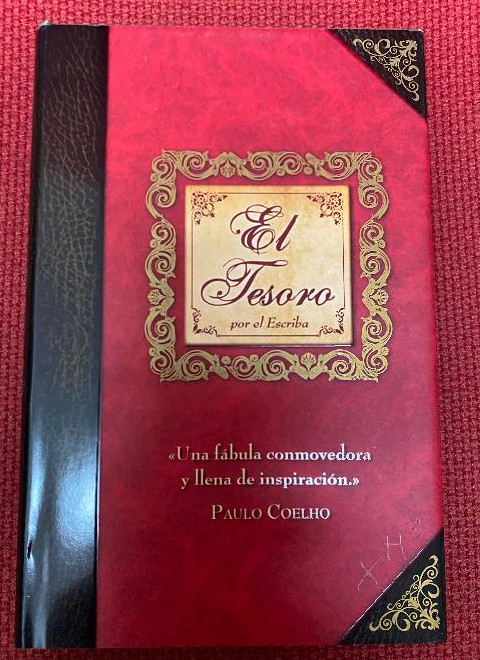 El
Tesoro
por el Escriba
«Una fábula conmovedora
y llena de inspiración.»
PAULO COELHO